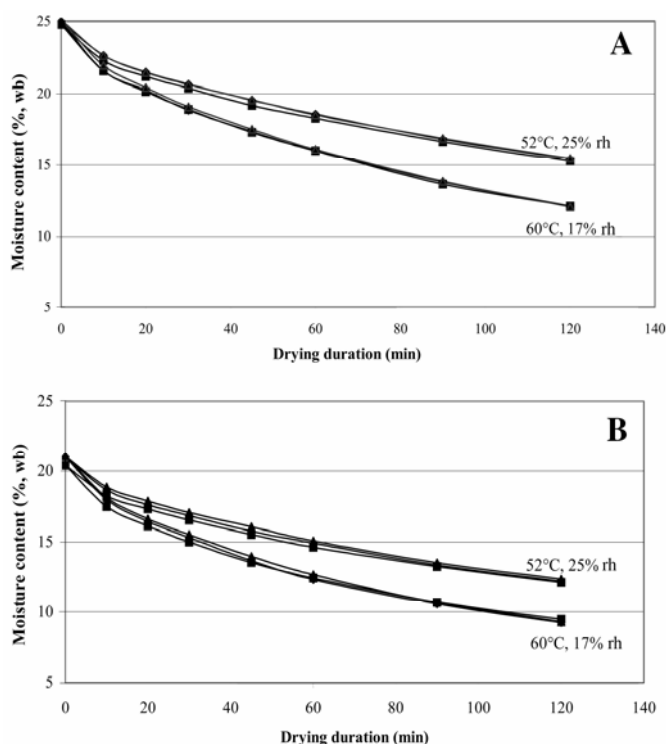 25
A
20
Moisture content (%, wb)
15
52°C, 25% rh
10
60°C, 17% rh
5
0 20 40 60 80 100 120 140
Drying duration (min)
25
B
20
Moisture content (%, wb)
15
52°C, 25% rh
10
60°C, 17% rh
5
0 20 40 60 80 100 120 140
Drying duration (min)